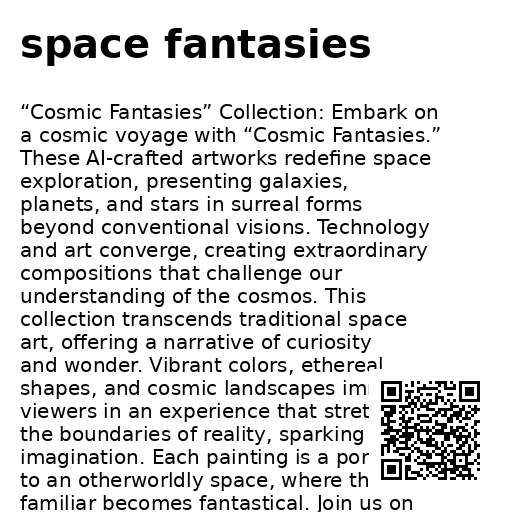 space fantasies
“Cosmic Fantasies” Collection: Embark on
a cosmic voyage with “Cosmic Fantasies.”
These AI-crafted artworks redefine space
exploration, presenting galaxies,
planets, and stars in surreal forms
beyond conventional visions. Technology
and art converge, creating extraordinary
compositions that challenge our
understanding of the cosmos. This
collection transcends traditional space
art, offering a narrative of curiosity
and wonder. Vibrant colors, ethereal
shapes, and cosmic landscapes
viewers in an experience that
the boundaries of reality, sparking
imagination. Each painting is a
to an otherworldly space, where
familiar becomes fantastical. Join us on